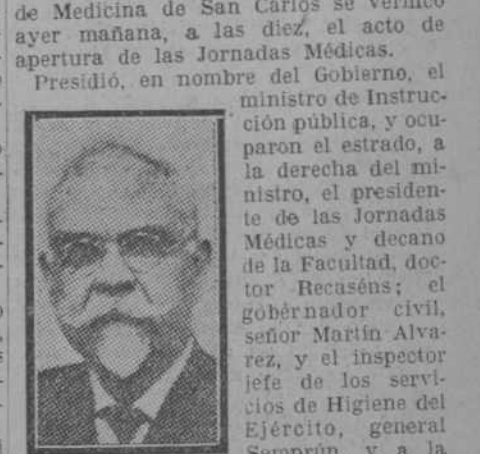 de Medicina de San Carlos se verificó
ayer mañana, a las diez, el acto de
apertura de las Jornadas Médicas.
Presidió, en nombre del Gobierno, el
ministro de Instruc-
ción pública, y ocu-
paron el estrado, a
la derecha del mi-
nistro, el presiden-
te de las Jornadas
Médicas y decano
de la Facultad, doc-
tor Recaséns; el
gobernador civil,
señor Martín Alva-
rez, y el inspector
jefe de los servi-
cios de Higiene del
Ejército, general
Semprún, y a la